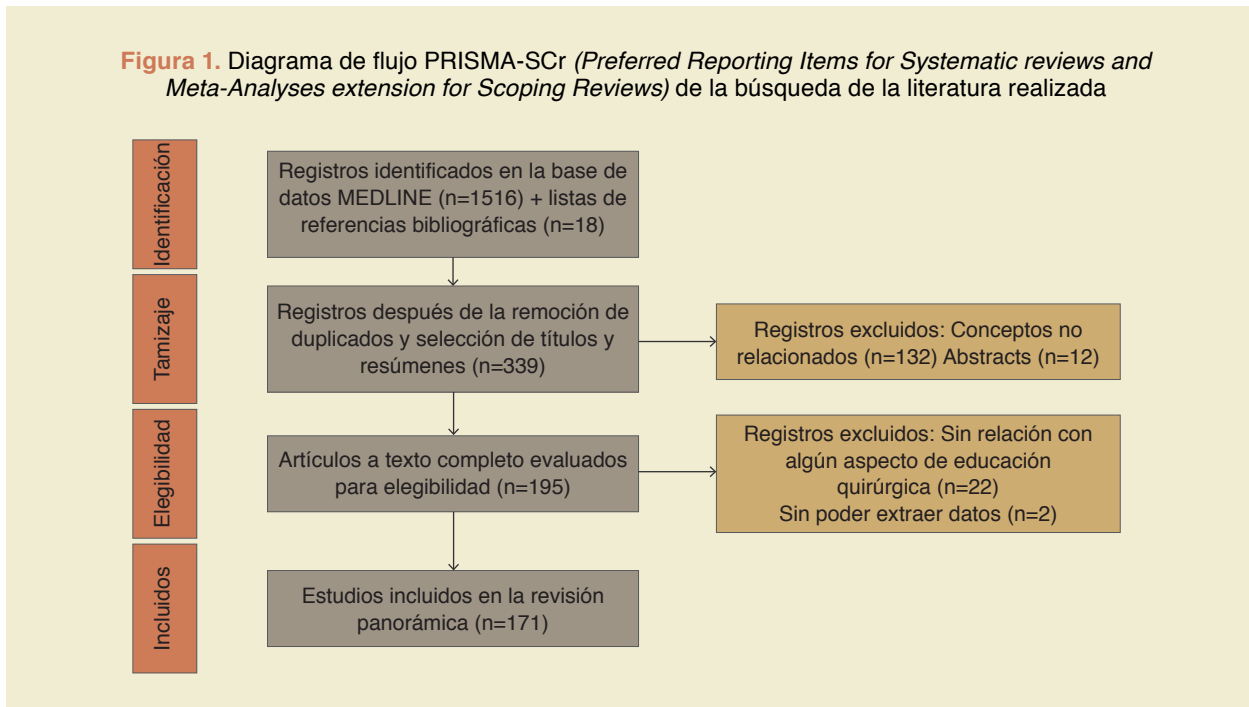 Figura 1. Diagrama de flujo PRISMA-SCr (Preferred Reporting Items for Systematic reviews and
Meta-Analyses extension for Scoping Reviews) de la búsqueda de la literatura realizada
Identificación
Registros identificados en la base de
datos MEDLINE (n=1516) + listas de
referencias bibliográficas (n=18)
Tamizaje
Registros después de la remoción de
duplicados y selección de títulos y
resúmenes (n=339)
Registros excluidos: Conceptos no
relacionados (n=132) Abstracts (n=12)
Elegibilidad
Artículos a texto completo evaluados
para elegibilidad (n=195)
Registros excluidos: Sin relación con
algún aspecto de educación
quirúrgica (n=22)
Sin poder extraer datos (n=2)
Incluidos
Estudios incluidos en la revisión
panorámica (n=171)